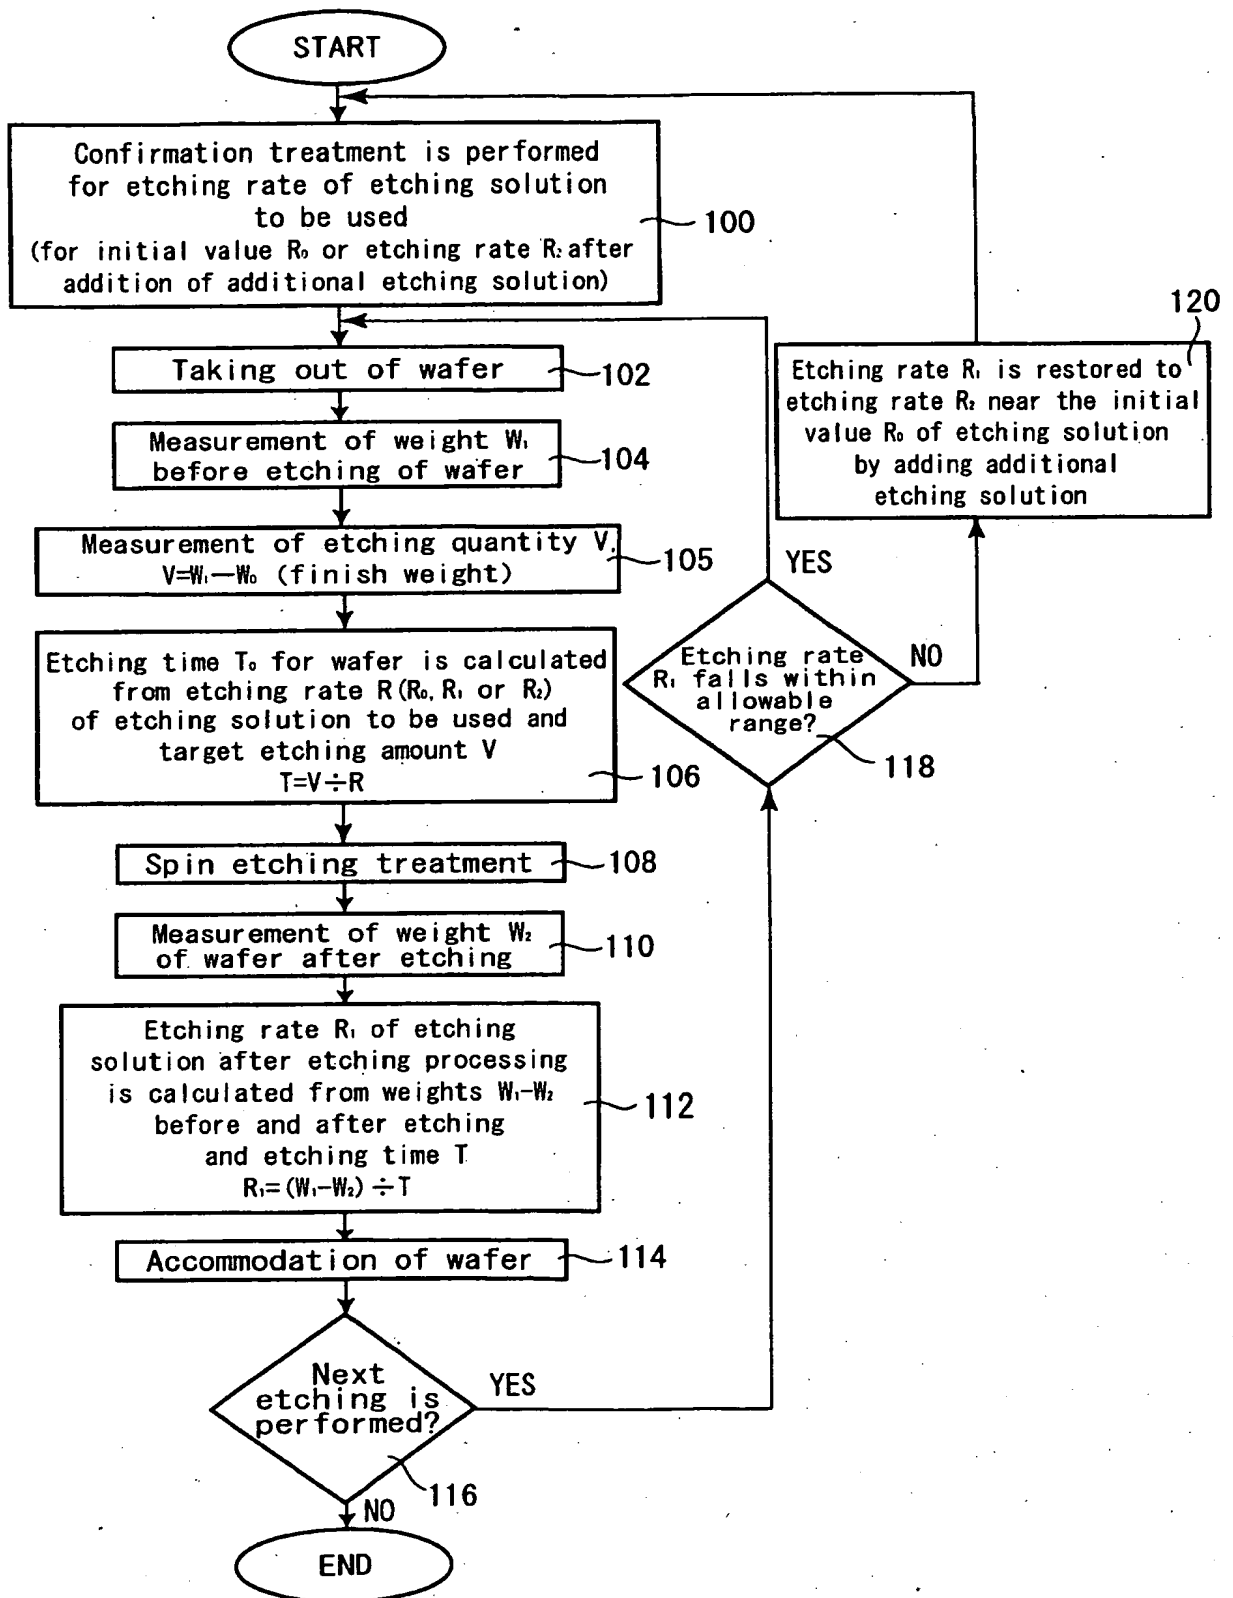 START
Confirmation treatment is performed
for etching rate of etching solution
to be used
(for initial value R₀ or etching rate R₂ after
addition of additional etching solution)
100
Taking out of wafer
102
Measurement of weight W₁
before etching of wafer
104
Measurement of etching quantity V.
V=W₁—W₀ (finish weight)
105
Etching time T₀ for wafer is calculated
from etching rate R(R₀, R₁ or R₂)
of etching solution to be used and
target etching amount V
T=V÷R
106
Spin etching treatment
108
Measurement of weight W₂
of wafer after etching
110
Etching rate R₁ of etching
solution after etching processing
is calculated from weights W₁-W₂
before and after etching
and etching time T
R₁=(W₁-W₂)÷T
112
Accommodation of wafer
114
Next
etching is
performed?
116
YES
NO
END
Etching rate
R₁ falls within
allowable
range?
118
YES
NO
120
Etching rate R₁ is restored to
etching rate R₂ near the initial
value R₀ of etching solution
by adding additional
etching solution